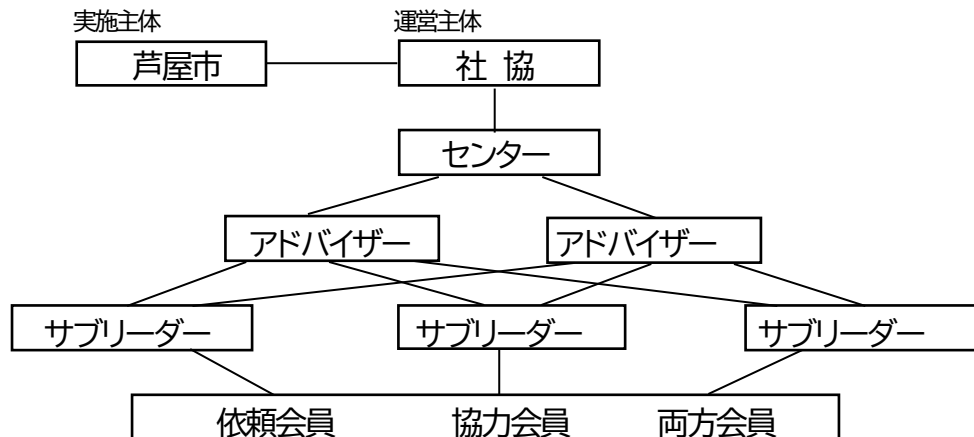 実施主体 運営主体
芦屋市 社 協
センター
アドバイザー アドバイザー
サブリーダー サブリーダー サブリーダー
依頼会員 協力会員 両方会員